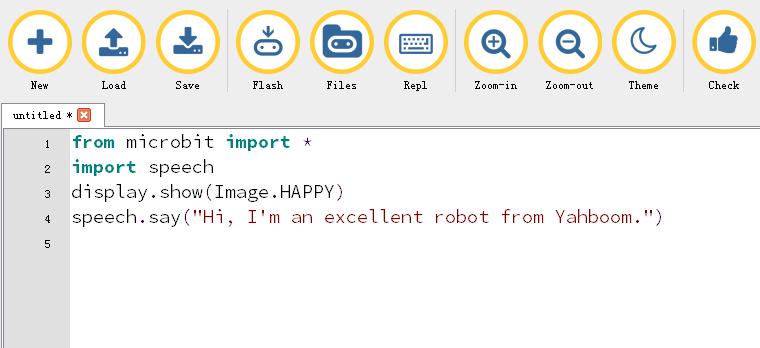 New Load Save Flash Files Repl Zoom-in Zoom-out Theme Check
untitled *
1 from microbit import *
2 import speech
3 display.show(Image.HAPPY)
4 speech.say("Hi, I'm an excellent robot from Yahboom.")
5